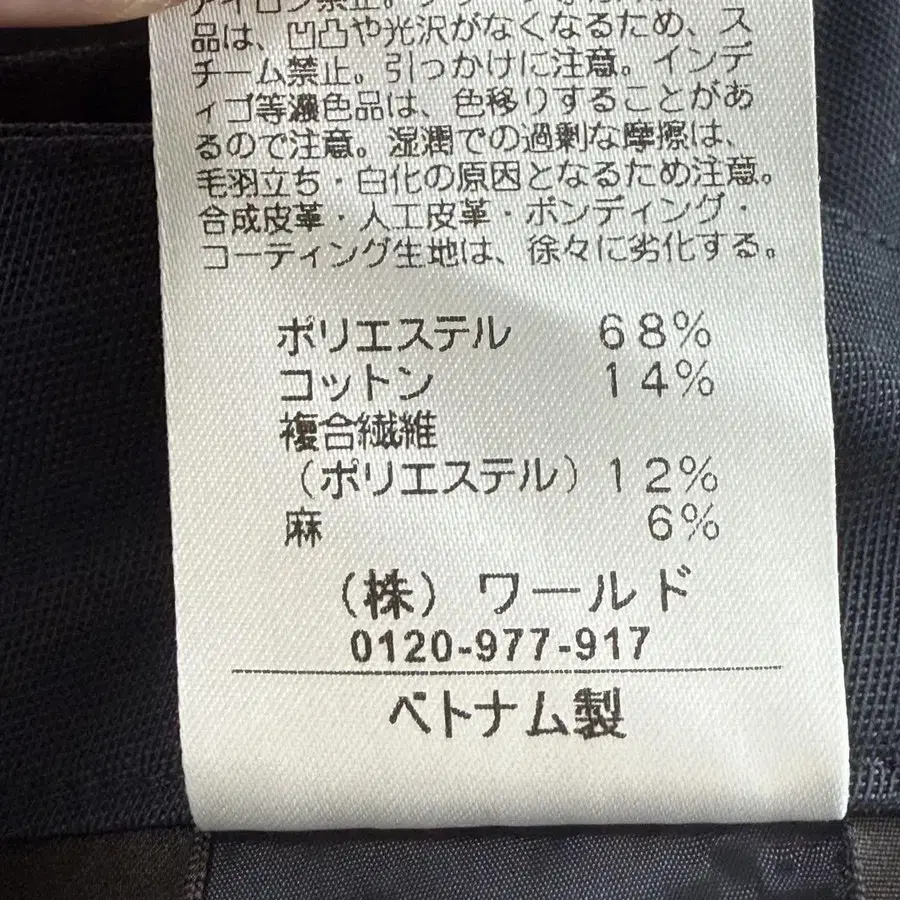 アイロン禁止。
品は、凹凸や光沢がなくなるため、ス
チーム禁止。引っかけに注意。インデ
ィゴ等濃色品は、色移りすることがあ
るので注意。湿潤での過剰な摩擦は、
毛羽立ち・白化の原因となるため注意。
合成皮革・人工皮革・ボンディング・
コーティング生地は、徐々に劣化する。
ポリエステル 68%
コットン 14%
複合繊維
(ポリエステル) 12%
麻 6%
(株) ワールド
0120-977-917
ベトナム製